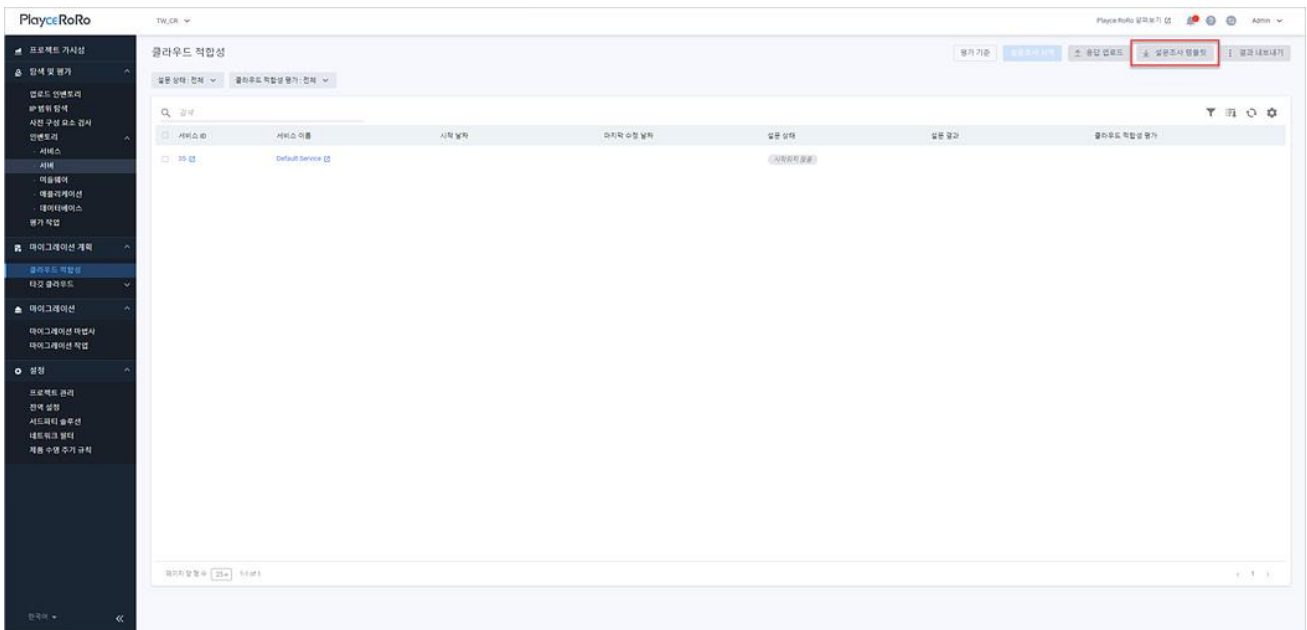 PlayceRoRo
TW_CR
Playce RoRo 살펴보기
Admin
프로젝트 가시성
탐색 및 평가
업로드 인벤토리
IP 범위 탐색
사전 구성 요소 검사
인벤토리
- 서비스
- 서버
- 미들웨어
- 애플리케이션
- 데이터베이스
평가 작업
마이그레이션 계획
클라우드 적합성
타깃 클라우드
마이그레이션
마이그레이션 마법사
마이그레이션 작업
설정
프로젝트 관리
전역 설정
서드파티 솔루션
네트워크 필터
제품 수명 주기 규칙
한국어
클라우드 적합성
평가 기준
설문조사 시작
응답 업로드
설문조사 템플릿
결과 내보내기
설문 상태 : 전체
클라우드 적합성 평가 : 전체
검색
서비스 ID 서비스 이름 시작 날짜 마지막 수정 날짜 설문 상태 설문 결과 클라우드 적합성 평가
35 Default Service 시작되지 않음
페이지 당 행 수 25 1-1 of 1
1